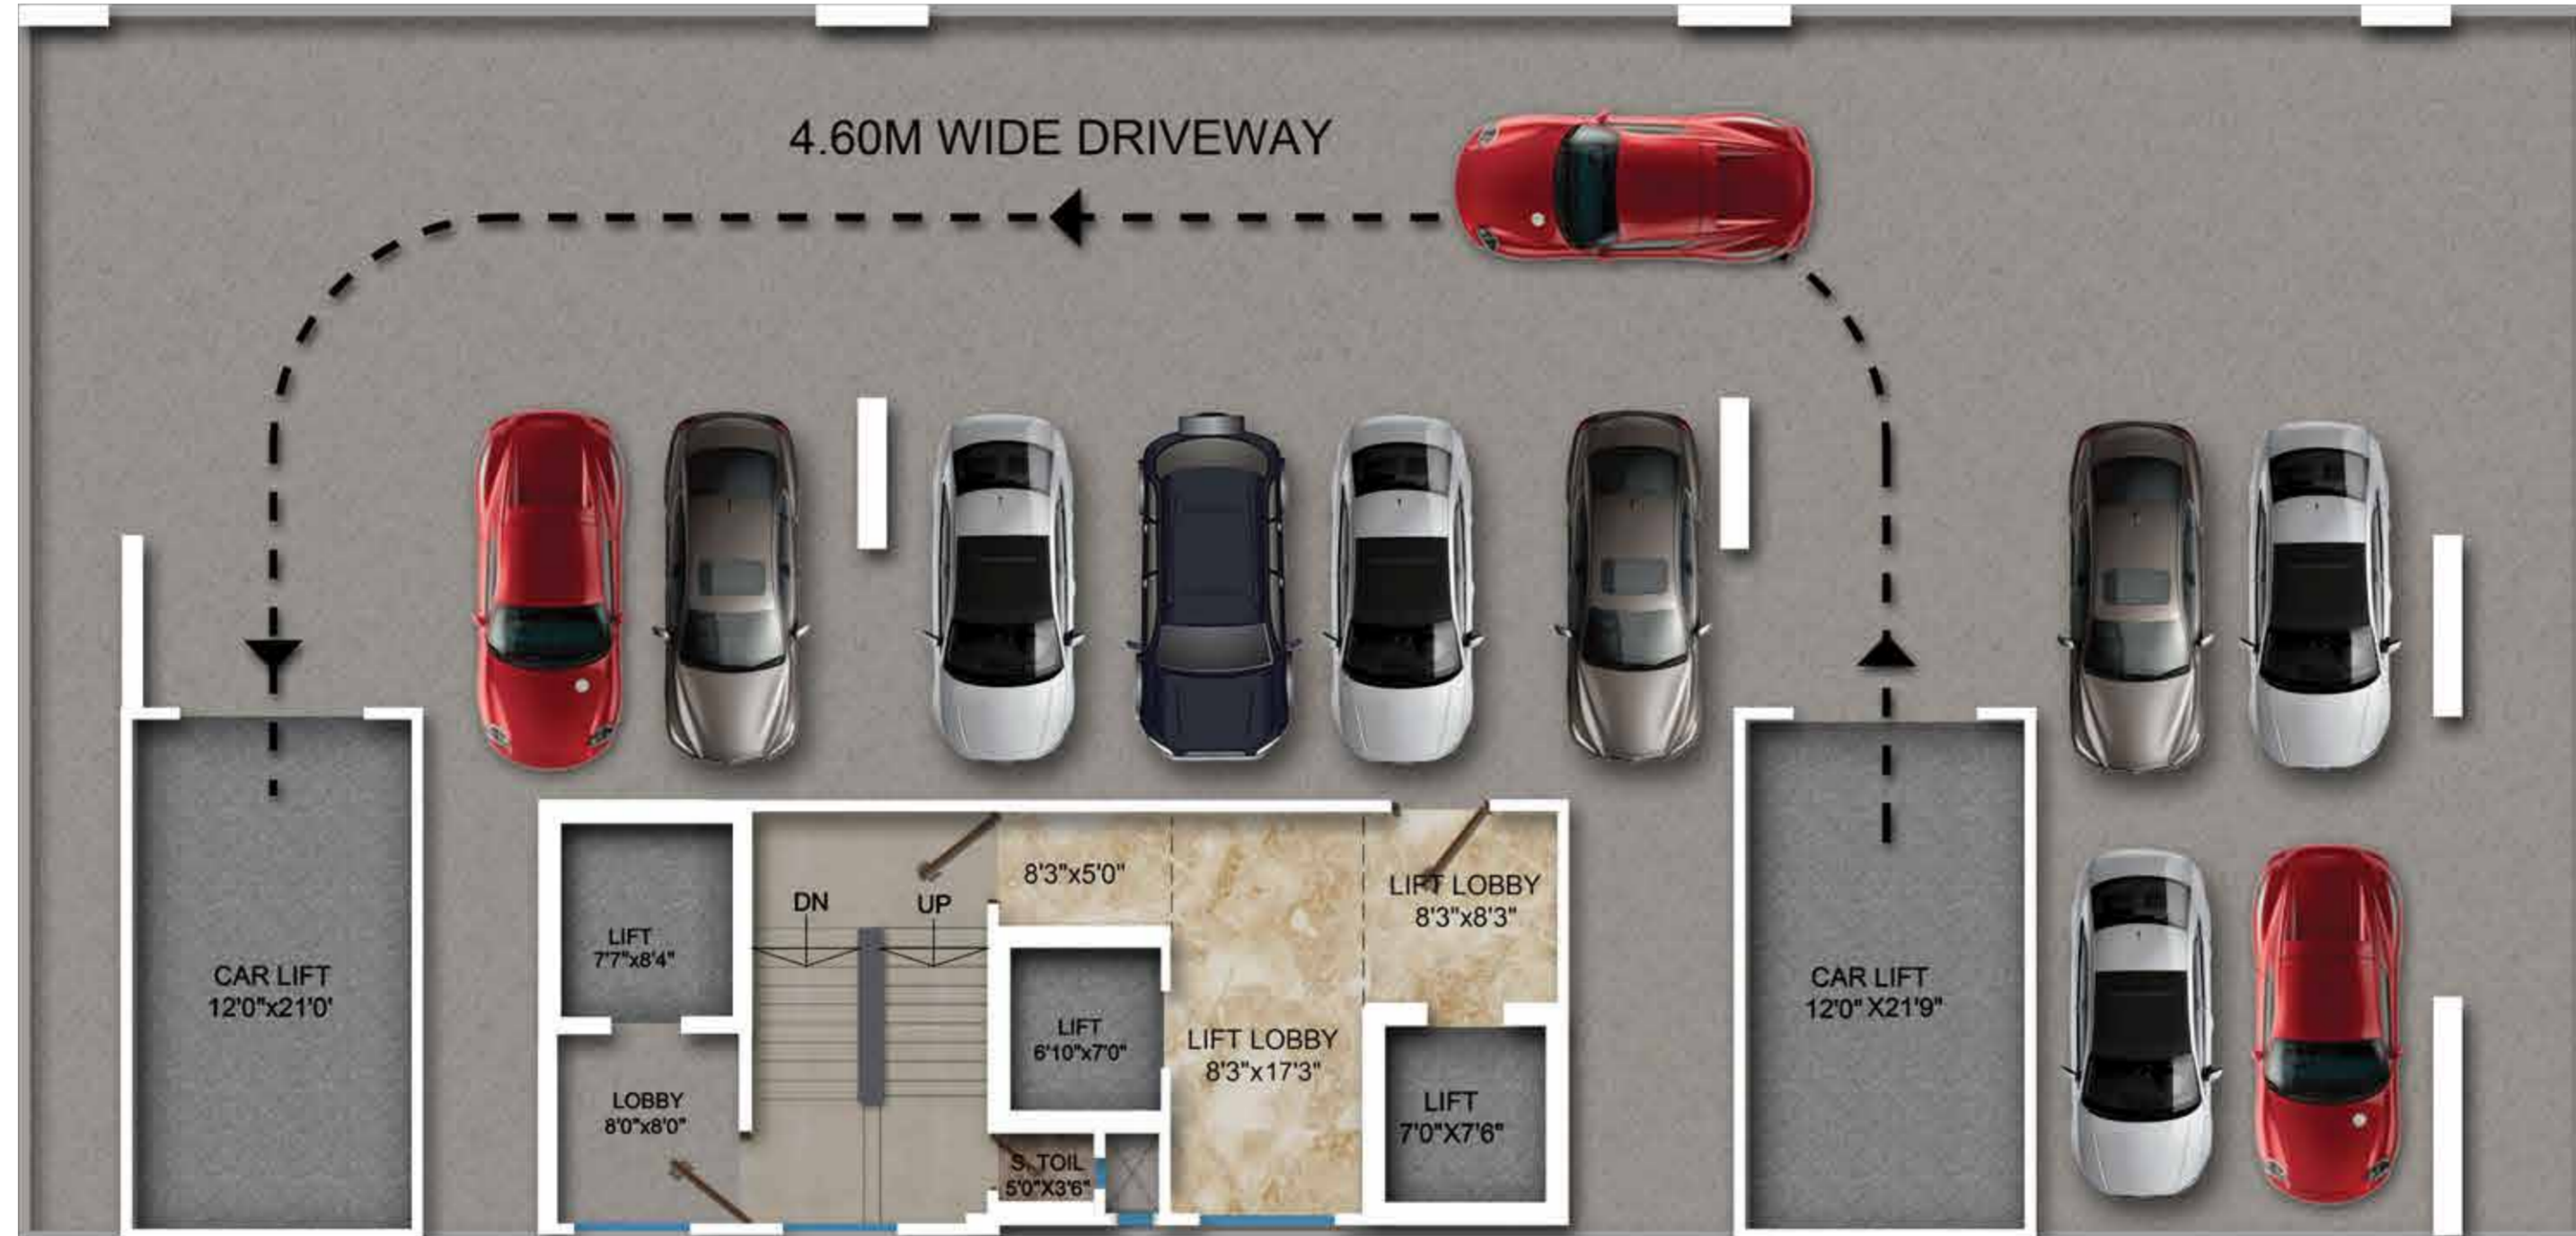 4.60M WIDE DRIVEWAY
8'3"x5'0"
LIFT LOBBY
8'3"x8'3"
DN
UP
LIFT
7'7"x8'4"
CAR LIFT
12'0"x21'0'
CAR LIFT
12'0" X21'9"
LIFT
6'10"x7'0"
LIFT LOBBY
8'3"x17'3"
LOBBY
8'0"x8'0"
LIFT
7'0"X7'6"
S. TOIL
5'0"X3'6"